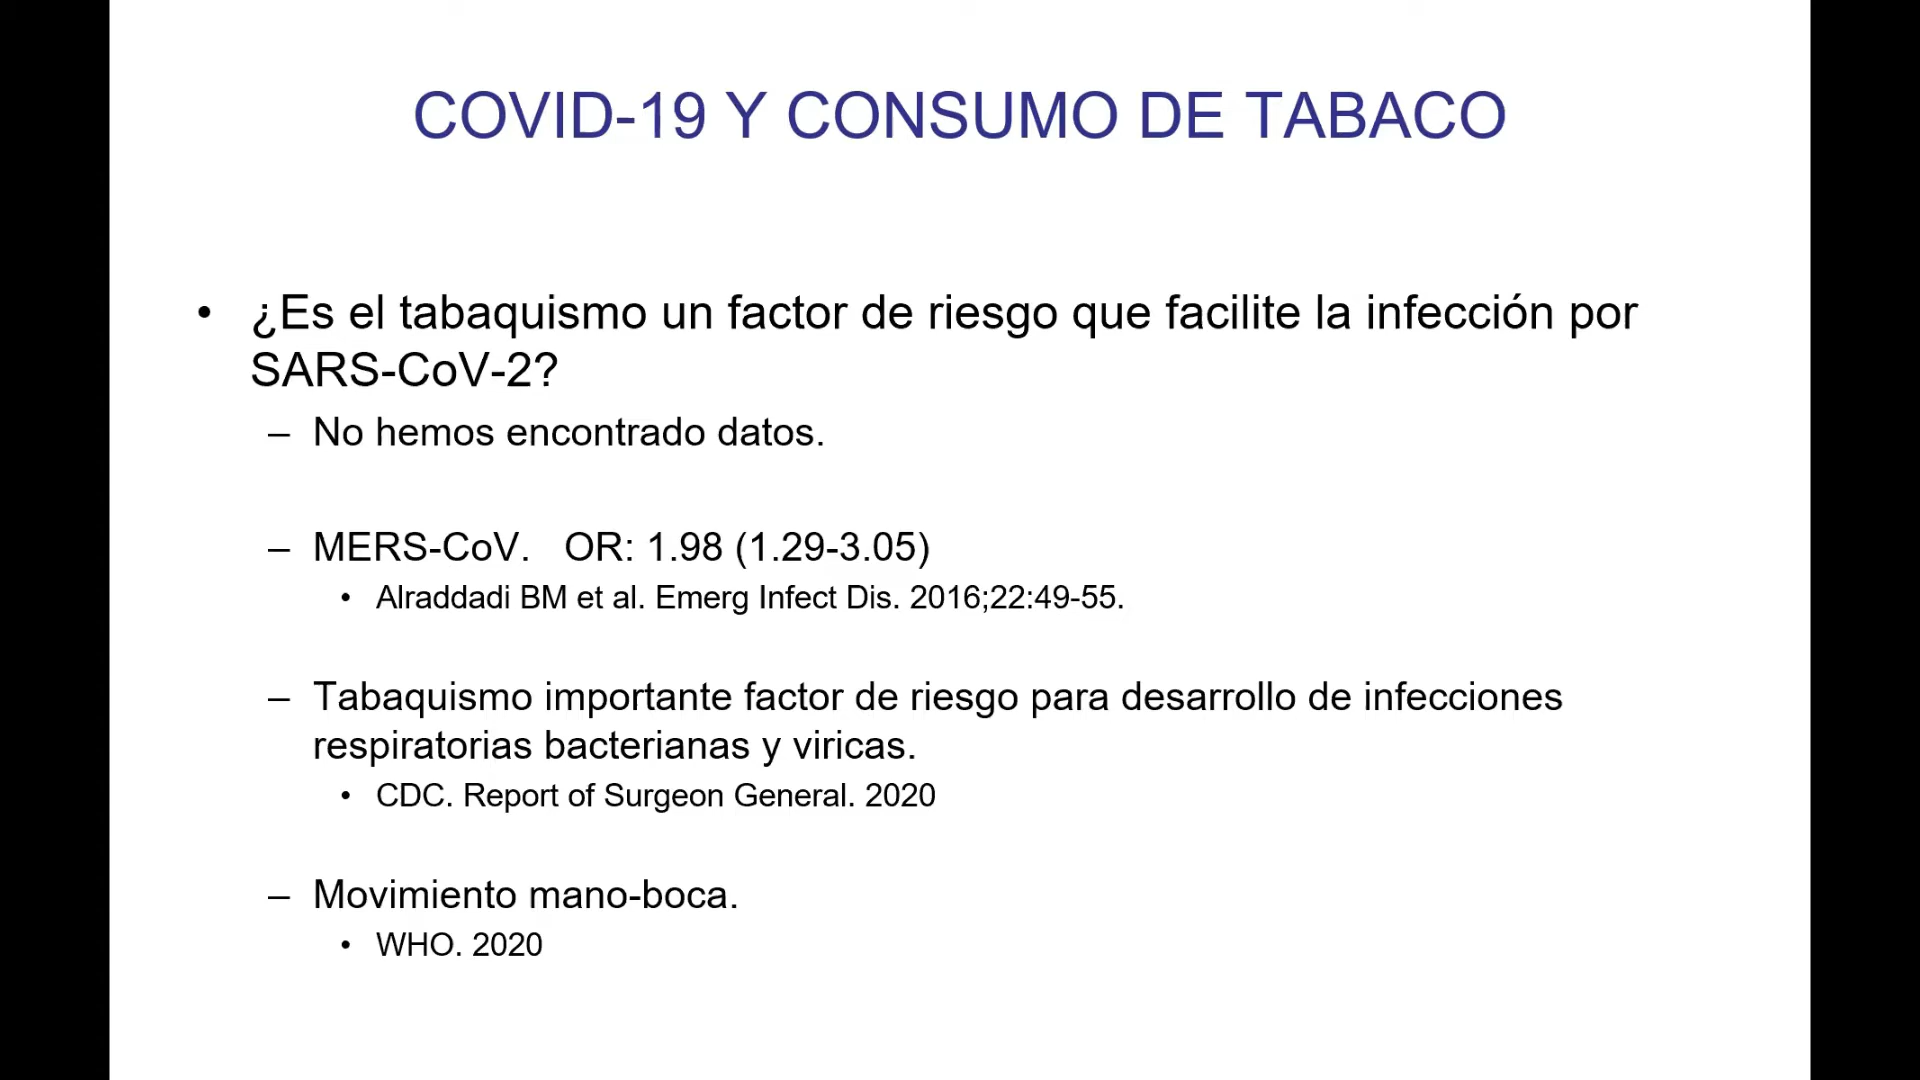 COVID-19 Y CONSUMO DE TABACO
• ¿Es el tabaquismo un factor de riesgo que facilite la infección por
SARS-CoV-2?
– No hemos encontrado datos.
– MERS-CoV. OR: 1.98 (1.29-3.05)
• Alraddadi BM et al. Emerg Infect Dis. 2016;22:49-55.
– Tabaquismo importante factor de riesgo para desarrollo de infecciones
respiratorias bacterianas y viricas.
• CDC. Report of Surgeon General. 2020
– Movimiento mano-boca.
• WHO. 2020